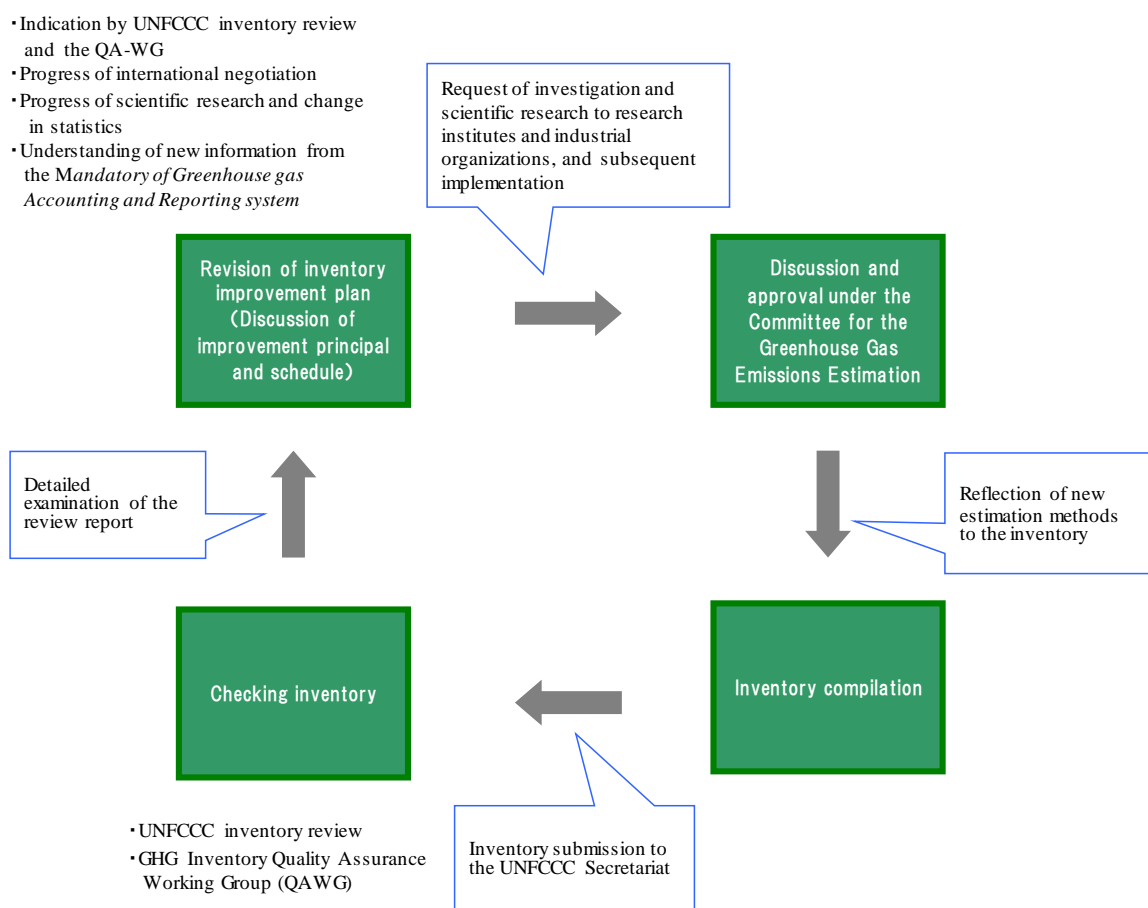 ・Indication by UNFCCC inventory review
and the QA-WG
・Progress of international negotiation
・Progress of scientific research and change
in statistics
・Understanding of new information from
the Mandatory of Greenhouse gas
Accounting and Reporting system
Request of investigation and
scientific research to research
institutes and industrial
organizations, and subsequent
implementation
Revision of inventory
improvement plan
(Discussion of
improvement principal
and schedule)
Discussion and
approval under the
Committee for the
Greenhouse Gas
Emissions Estimation
Detailed
examination of the
review report
Reflection of new
estimation methods
to the inventory
Checking inventory
Inventory compilation
・UNFCCC inventory review
・GHG Inventory Quality Assurance
Working Group (QAWG)
Inventory submission to
the UNFCCC Secretariat